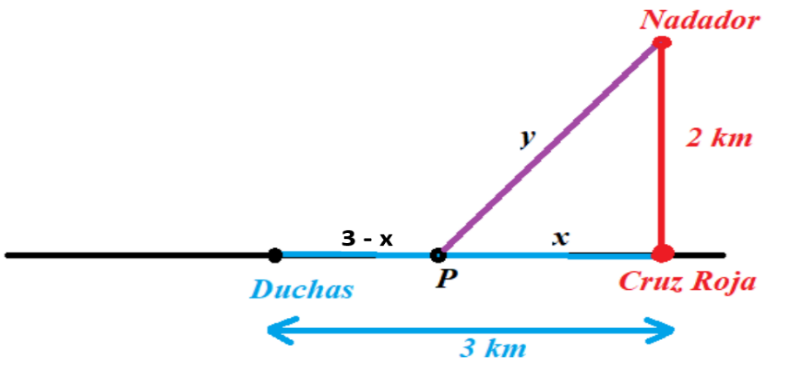 Nadador
y
2 km
3 - x
x
Duchas
P
Cruz Roja
3 km